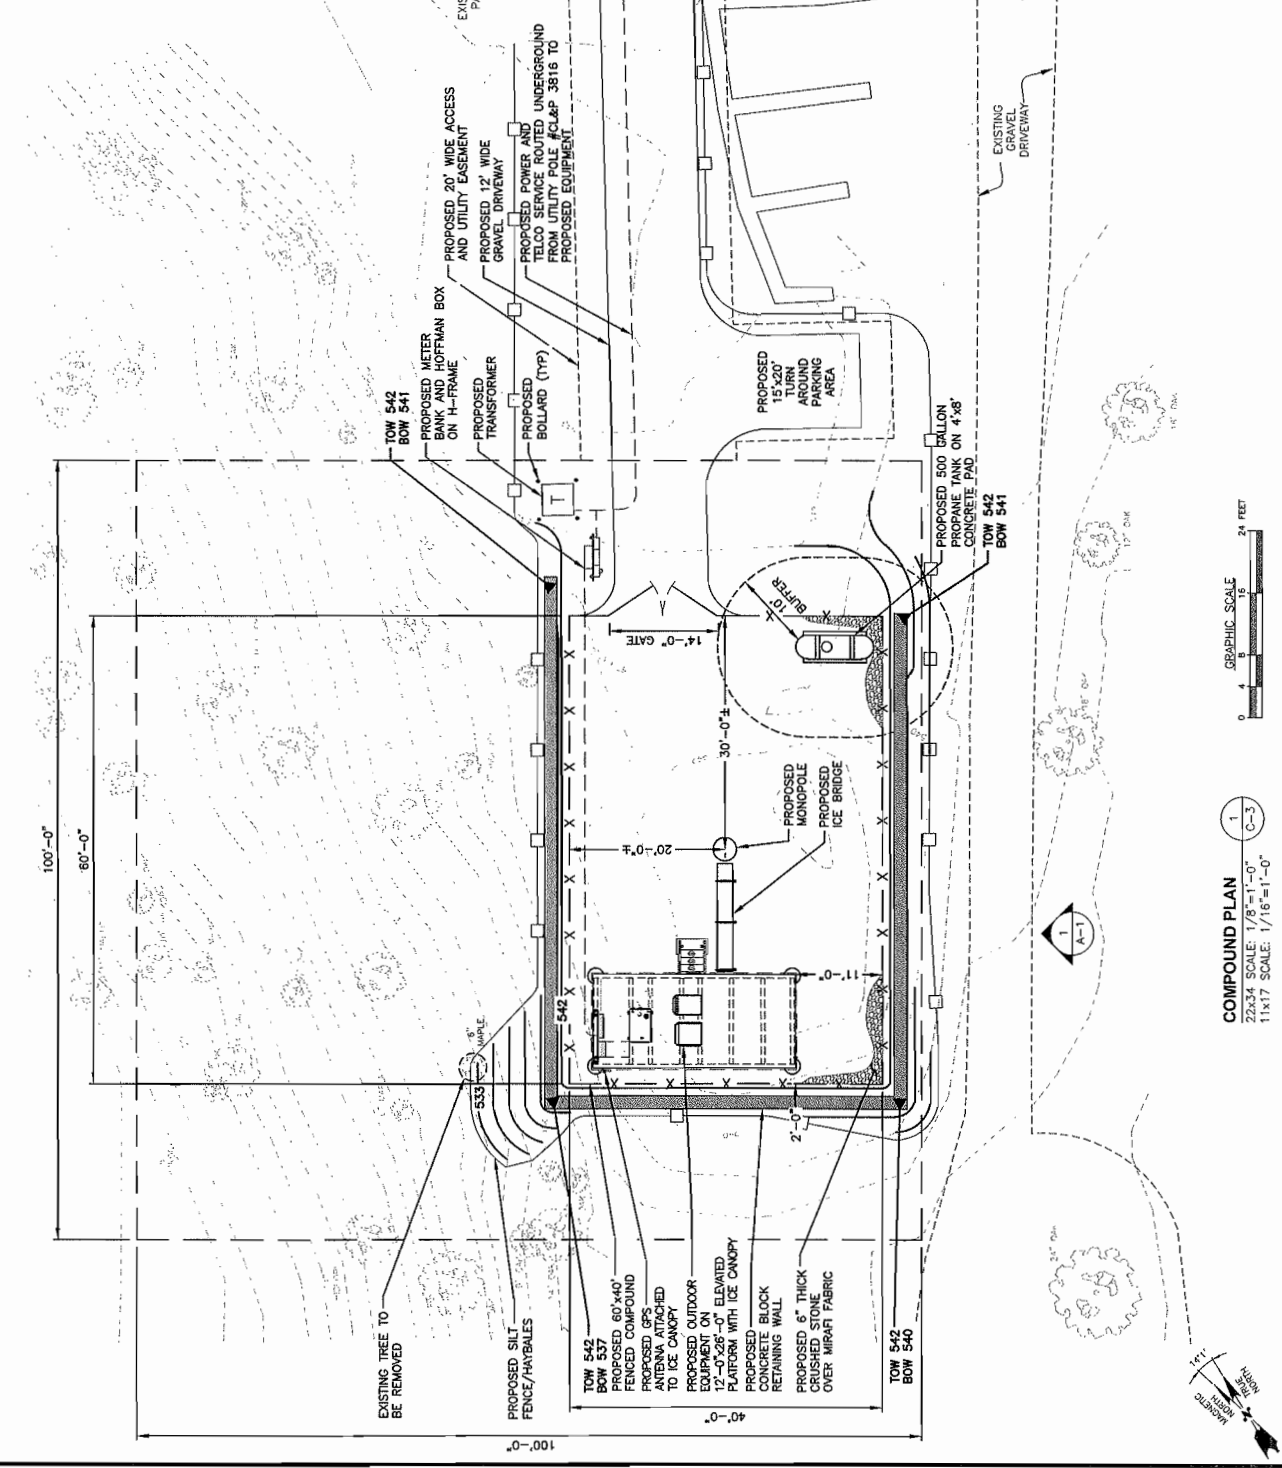 PROPOSED 20' WIDE ACCESS
AND UTILITY EASEMENT
PROPOSED 12' WIDE
GRAVEL DRIVEWAY
PROPOSED POWER AND
TELCO SERVICE ROUTED UNDERGROUND
FROM UTILITY POLE #CL&P 3816 TO
PROPOSED EQUIPMENT
EXISTING
GRAVEL
DRIVEWAY
TOW 542
BOW 541
PROPOSED METER
BANK AND HOFFMAN BOX
ON H-FRAME
PROPOSED
TRANSFORMER
PROPOSED
BOLLARD (TYP)
T
PROPOSED
15'x20'
TURN
AROUND
PARKING
AREA
PROPOSED 500 GALLON
PROPANE TANK ON 4'x8'
CONCRETE PAD
TOW 542
BOW 541
10'
BUFFER
14'-0" GATE
30'-0"±
20'-0"±
PROPOSED
MONOPOLE
PROPOSED
ICE BRIDGE
11'-0"
2'-0"
100'-0"
60'-0"
542
533
6"
MAPLE
18" OAK
12" OAK
24" OAK
EXISTING TREE TO
BE REMOVED
PROPOSED SILT
FENCE/HAYBALES
TOW 542
BOW 537
PROPOSED 60'x40'
FENCED COMPOUND
PROPOSED GPS
ANTENNA ATTACHED
TO ICE CANOPY
PROPOSED OUTDOOR
EQUIPMENT ON
12'-0"x26'-0" ELEVATED
PLATFORM WITH ICE CANOPY
PROPOSED
CONCRETE BLOCK
RETAINING WALL
PROPOSED 6" THICK
CRUSHED STONE
OVER MIRAFI FABRIC
TOW 542
BOW 540
40'-0"
100'-0"
1
A-1
COMPOUND PLAN
22x34 SCALE: 1/8"=1'-0"
11x17 SCALE: 1/16"=1'-0"
1
C-3
GRAPHIC SCALE
0 4 8 16 24 FEET
MAGNETIC
NORTH
TRUE
NORTH
14°1'